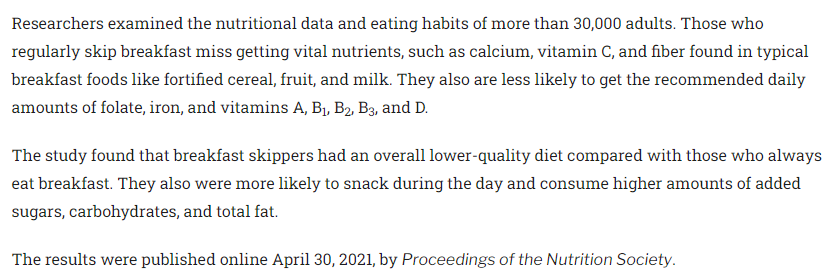 Researchers examined the nutritional data and eating habits of more than 30,000 adults. Those who
regularly skip breakfast miss getting vital nutrients, such as calcium, vitamin C, and fiber found in typical
breakfast foods like fortified cereal, fruit, and milk. They also are less likely to get the recommended daily
amounts of folate, iron, and vitamins A, B₁, B₂, B₃, and D.
The study found that breakfast skippers had an overall lower-quality diet compared with those who always
eat breakfast. They also were more likely to snack during the day and consume higher amounts of added
sugars, carbohydrates, and total fat.
The results were published online April 30, 2021, by Proceedings of the Nutrition Society.